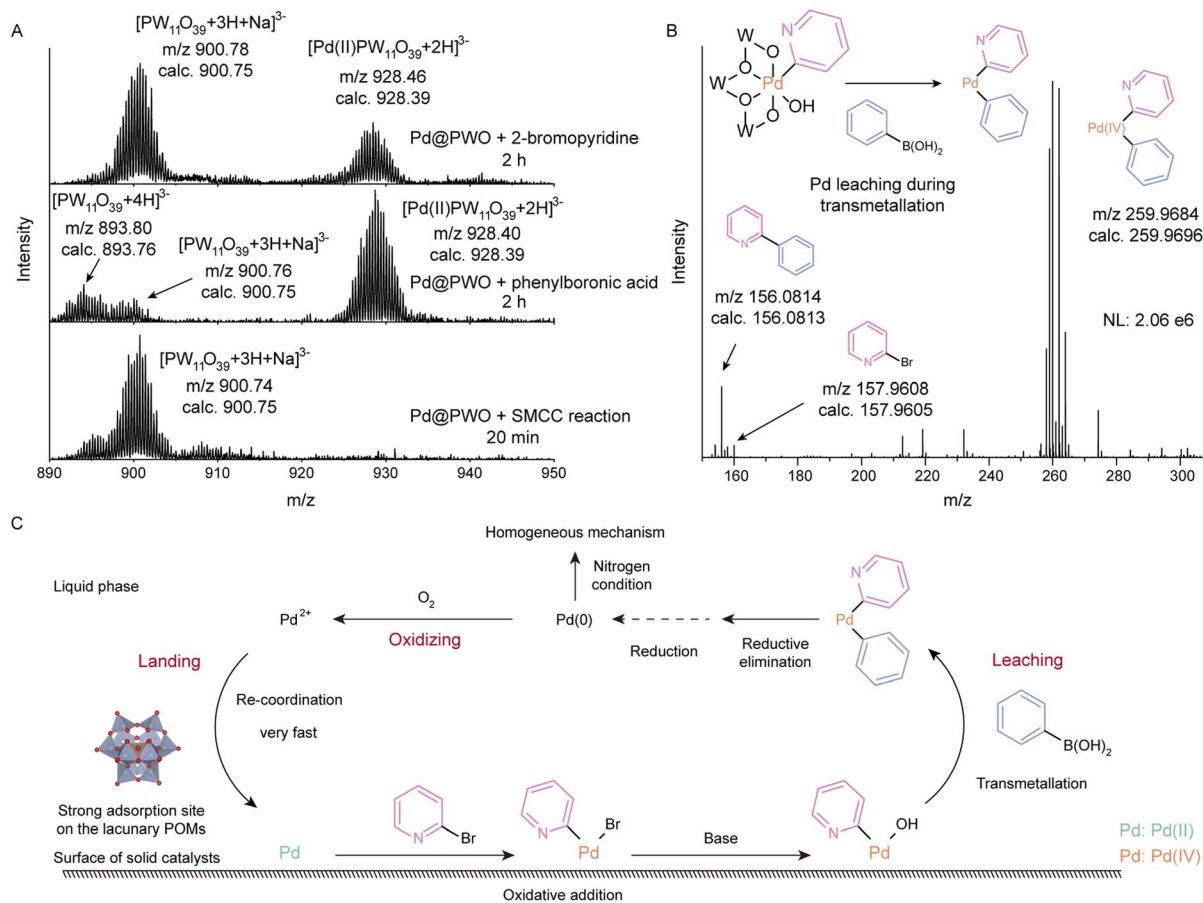 A
[PW11O39+3H+Na]3-
m/z 900.78
calc. 900.75
[Pd(II)PW11O39+2H]3-
m/z 928.46
calc. 928.39
Pd@PWO + 2-bromopyridine
2 h
[PW11O39+4H]3-
m/z 893.80
calc. 893.76
[PW11O39+3H+Na]3-
m/z 900.76
calc. 900.75
[Pd(II)PW11O39+2H]3-
m/z 928.40
calc. 928.39
Pd@PWO + phenylboronic acid
2 h
[PW11O39+3H+Na]3-
m/z 900.74
calc. 900.75
Pd@PWO + SMCC reaction
20 min
Intensity
890 900 910 920 930 940 950
m/z
B
W
O
W
O
O
W
O
Pd
N
OH
B(OH)2
N
Pd
Pd leaching during
transmetallation
N
Pd(IV)
m/z 259.9684
calc. 259.9696
N
m/z 156.0814
calc. 156.0813
N
Br
m/z 157.9608
calc. 157.9605
NL: 2.06 e6
Intensity
160 180 200 220 240 260 280 300
m/z
C
Homogeneous mechanism
Nitrogen
condition
Liquid phase
Pd2+
O2
Oxidizing
Pd(0)
Reduction
Reductive
elimination
N
Pd
Landing
Leaching
Re-coordination
very fast
B(OH)2
Transmetallation
Strong adsorption site
on the lacunary POMs
Surface of solid catalysts
Pd
N
Br
N
Br
Pd
Base
N
OH
Pd
Pd: Pd(II)
Pd: Pd(IV)
Oxidative addition